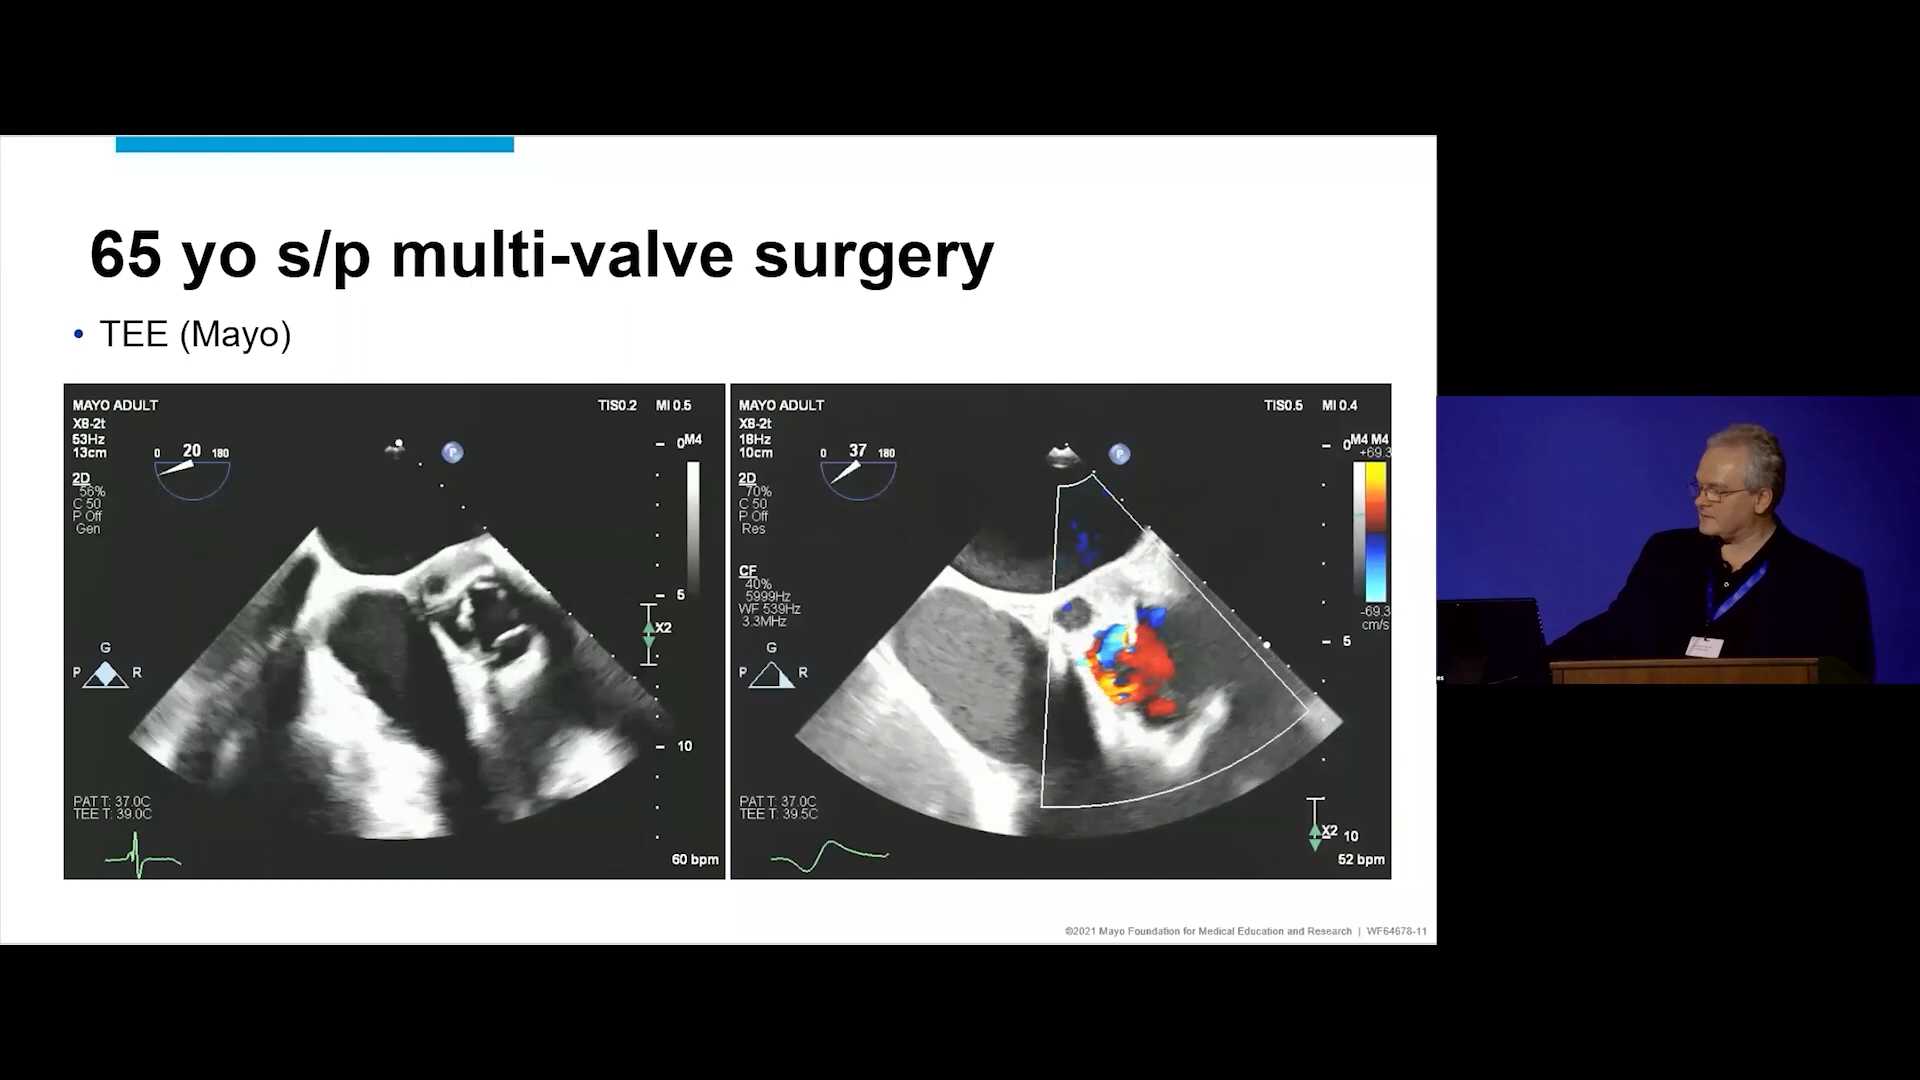 65 yo s/p multi-valve surgery
• TEE (Mayo)
MAYO ADULT
TIS0.2 MI 0.5
X8-2t
53Hz
13cm
0 20 180
P
0 M4
2D
56%
C 50
P Off
Gen
5
X2
G
P R
10
PAT T: 37.0C
TEE T: 39.0C
60 bpm
MAYO ADULT
TIS0.5 MI 0.4
X8-2t
18Hz
10cm
0 37 180
P
0 M4 M4
+69.3
2D
70%
C 50
P Off
Res
CF
40%
5999Hz
WF 539Hz
3.3MHz
-69.3
cm/s
5
G
P R
PAT T: 37.0C
TEE T: 39.5C
X2 10
52 bpm
©2021 Mayo Foundation for Medical Education and Research | WF64678-11